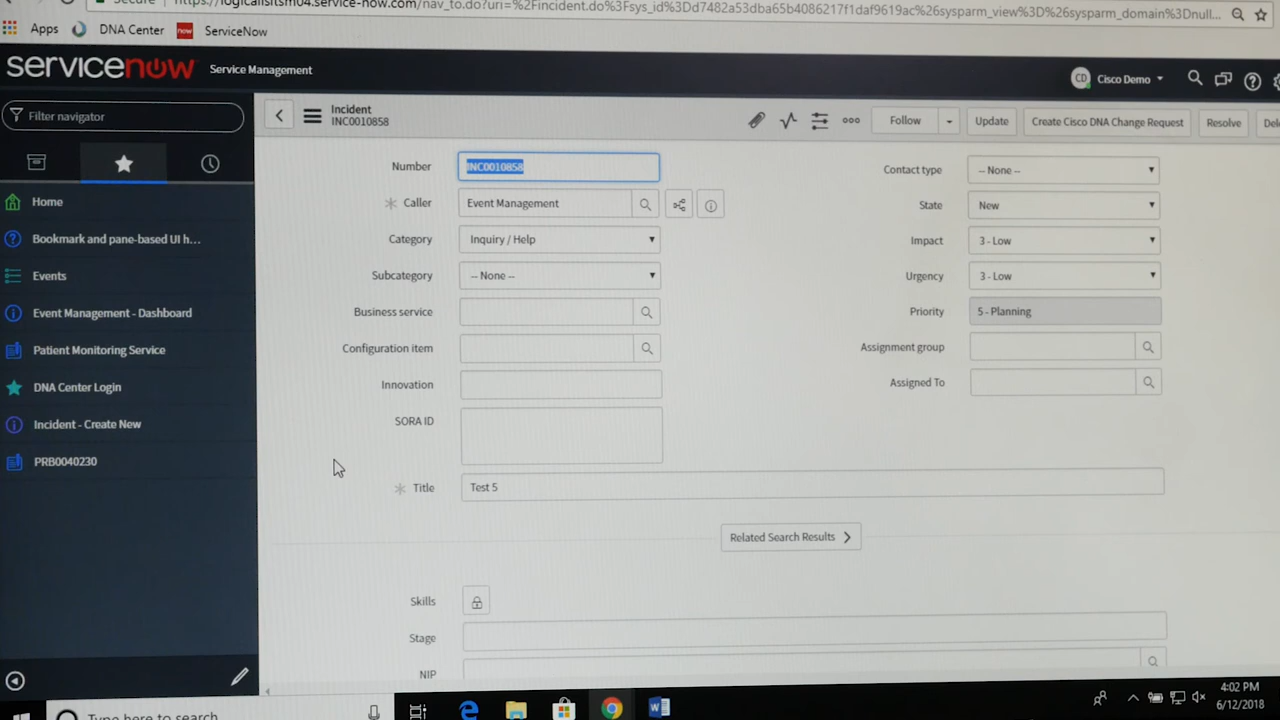 Secure https://logicalisitsm04.service-now.com/nav_to.do?uri=%2Fincident.do%3Fsys_id%3Dd7482a53dba65b4086217f1daf9619ac%26sysparm_view%3D%26sysparm_domain%3Dnull...
Apps DNA Center now ServiceNow
servicenow Service Management CD Cisco Demo
Filter navigator
Incident
INC0010858
Follow Update Create Cisco DNA Change Request Resolve
Number INC0010858 Contact type -- None --
Home
Caller Event Management State New
Bookmark and pane-based UI h...
Category Inquiry / Help Impact 3 - Low
Events
Subcategory -- None -- Urgency 3 - Low
Event Management - Dashboard
Business service Priority 5 - Planning
Patient Monitoring Service
Configuration item Assignment group
DNA Center Login
Innovation Assigned To
Incident - Create New
SORA ID
PRB0040230
Title Test 5
Related Search Results
Skills
Stage
NIP
4:02 PM
Type here to search
6/12/2018